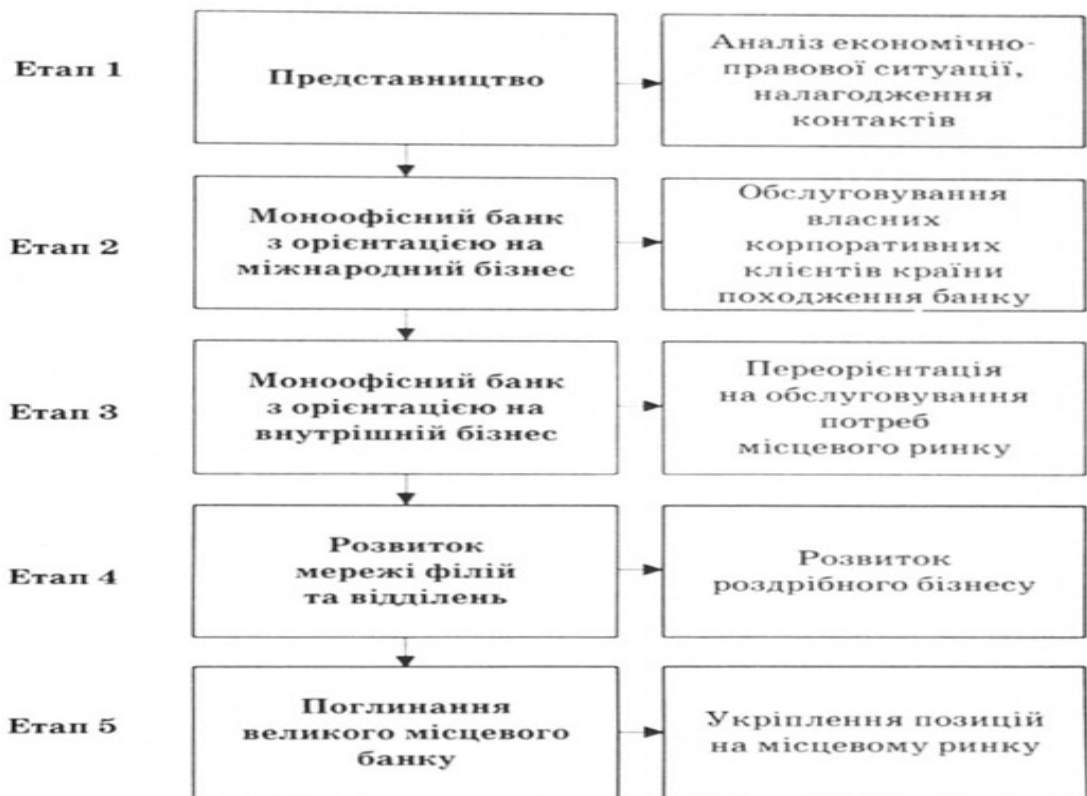 Етап 1
Представництво
Аналіз економічно-
правової ситуації,
налагодження
контактів
Етап 2
Моноофісний банк
з орієнтацією на
міжнародний бізнес
Обслуговування
власних
корпоративних
клієнтів країни
походження банку
Етап 3
Моноофісний банк
з орієнтацією на
внутрішній бізнес
Переорієнтація
на обслуговування
потреб
місцевого ринку
Етап 4
Розвиток
мережі філій
та відділень
Розвиток
роздрібного бізнесу
Етап 5
Поглинання
великого місцевого
банку
Укріплення позицій
на місцевому ринку